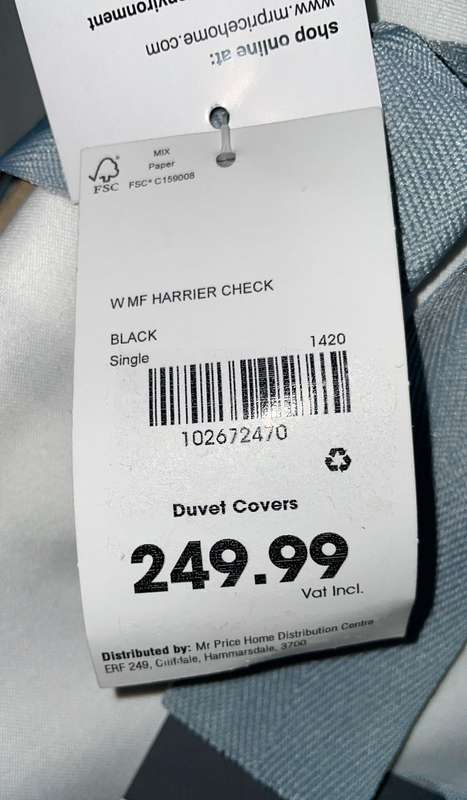 environment
www.mrpricehome.com
shop online at:
MIX
Paper
FSC® C159008
FSC
W MF HARRIER CHECK
BLACK
1420
Single
102672470
Duvet Covers
249.99
Vat Incl.
Distributed by: Mr Price Home Distribution Centre
ERF 249, Cliffdale, Hammarsdale, 3700